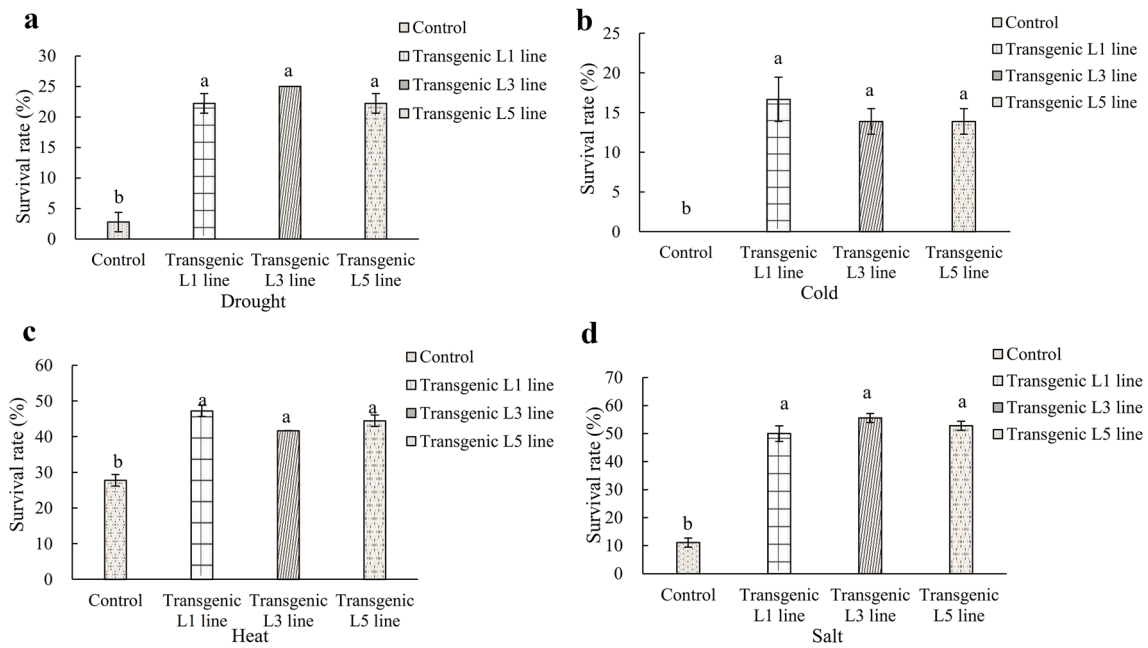 a
Survival rate (%)
30
25
20
15
10
5
0
b
a
a
a
Control
Transgenic L1 line
Transgenic L3 line
Transgenic L5 line
Drought
Control
Transgenic L1 line
Transgenic L3 line
Transgenic L5 line
b
Survival rate (%)
25
20
15
10
5
0
b
a
a
a
Control
Transgenic L1 line
Transgenic L3 line
Transgenic L5 line
Cold
Control
Transgenic L1 line
Transgenic L3 line
Transgenic L5 line
c
Survival rate (%)
60
50
40
30
20
10
0
b
a
a
a
Control
Transgenic L1 line
Transgenic L3 line
Transgenic L5 line
Heat
Control
Transgenic L1 line
Transgenic L3 line
Transgenic L5 line
d
Survival rate (%)
70
60
50
40
30
20
10
0
b
a
a
a
Control
Transgenic L1 line
Transgenic L3 line
Transgenic L5 line
Salt
Control
Transgenic L1 line
Transgenic L3 line
Transgenic L5 line